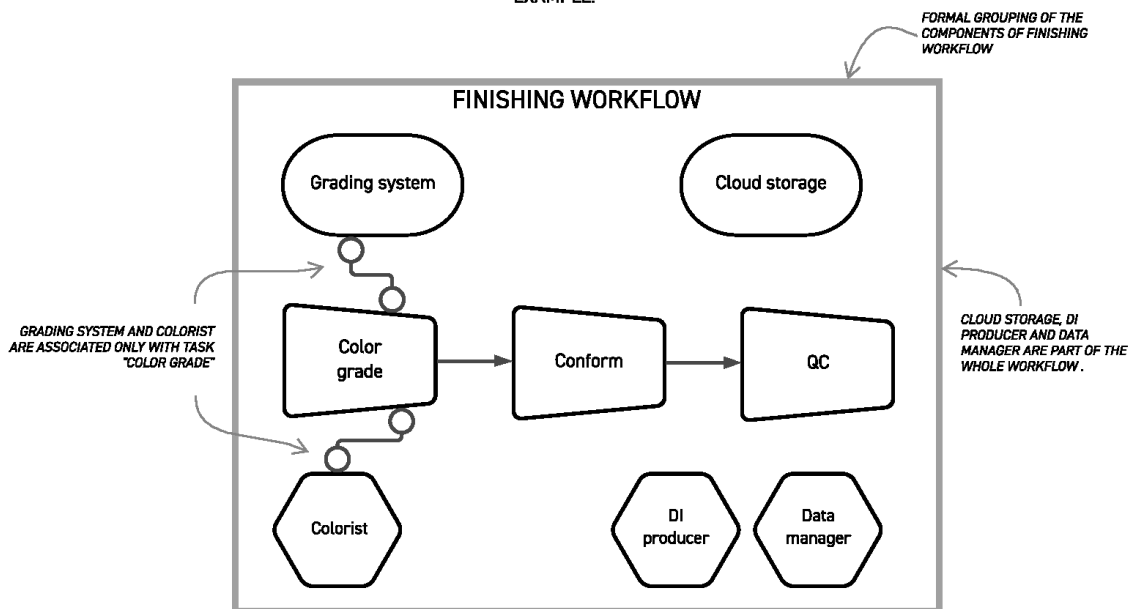 EXAMPLE:
FORMAL GROUPING OF THE
COMPONENTS OF FINISHING
WORKFLOW
FINISHING WORKFLOW
Grading system
Cloud storage
GRADING SYSTEM AND COLORIST
ARE ASSOCIATED ONLY WITH TASK
"COLOR GRADE"
Color
grade
Conform
QC
CLOUD STORAGE, DI
PRODUCER AND DATA
MANAGER ARE PART OF THE
WHOLE WORKFLOW .
Colorist
DI
producer
Data
manager